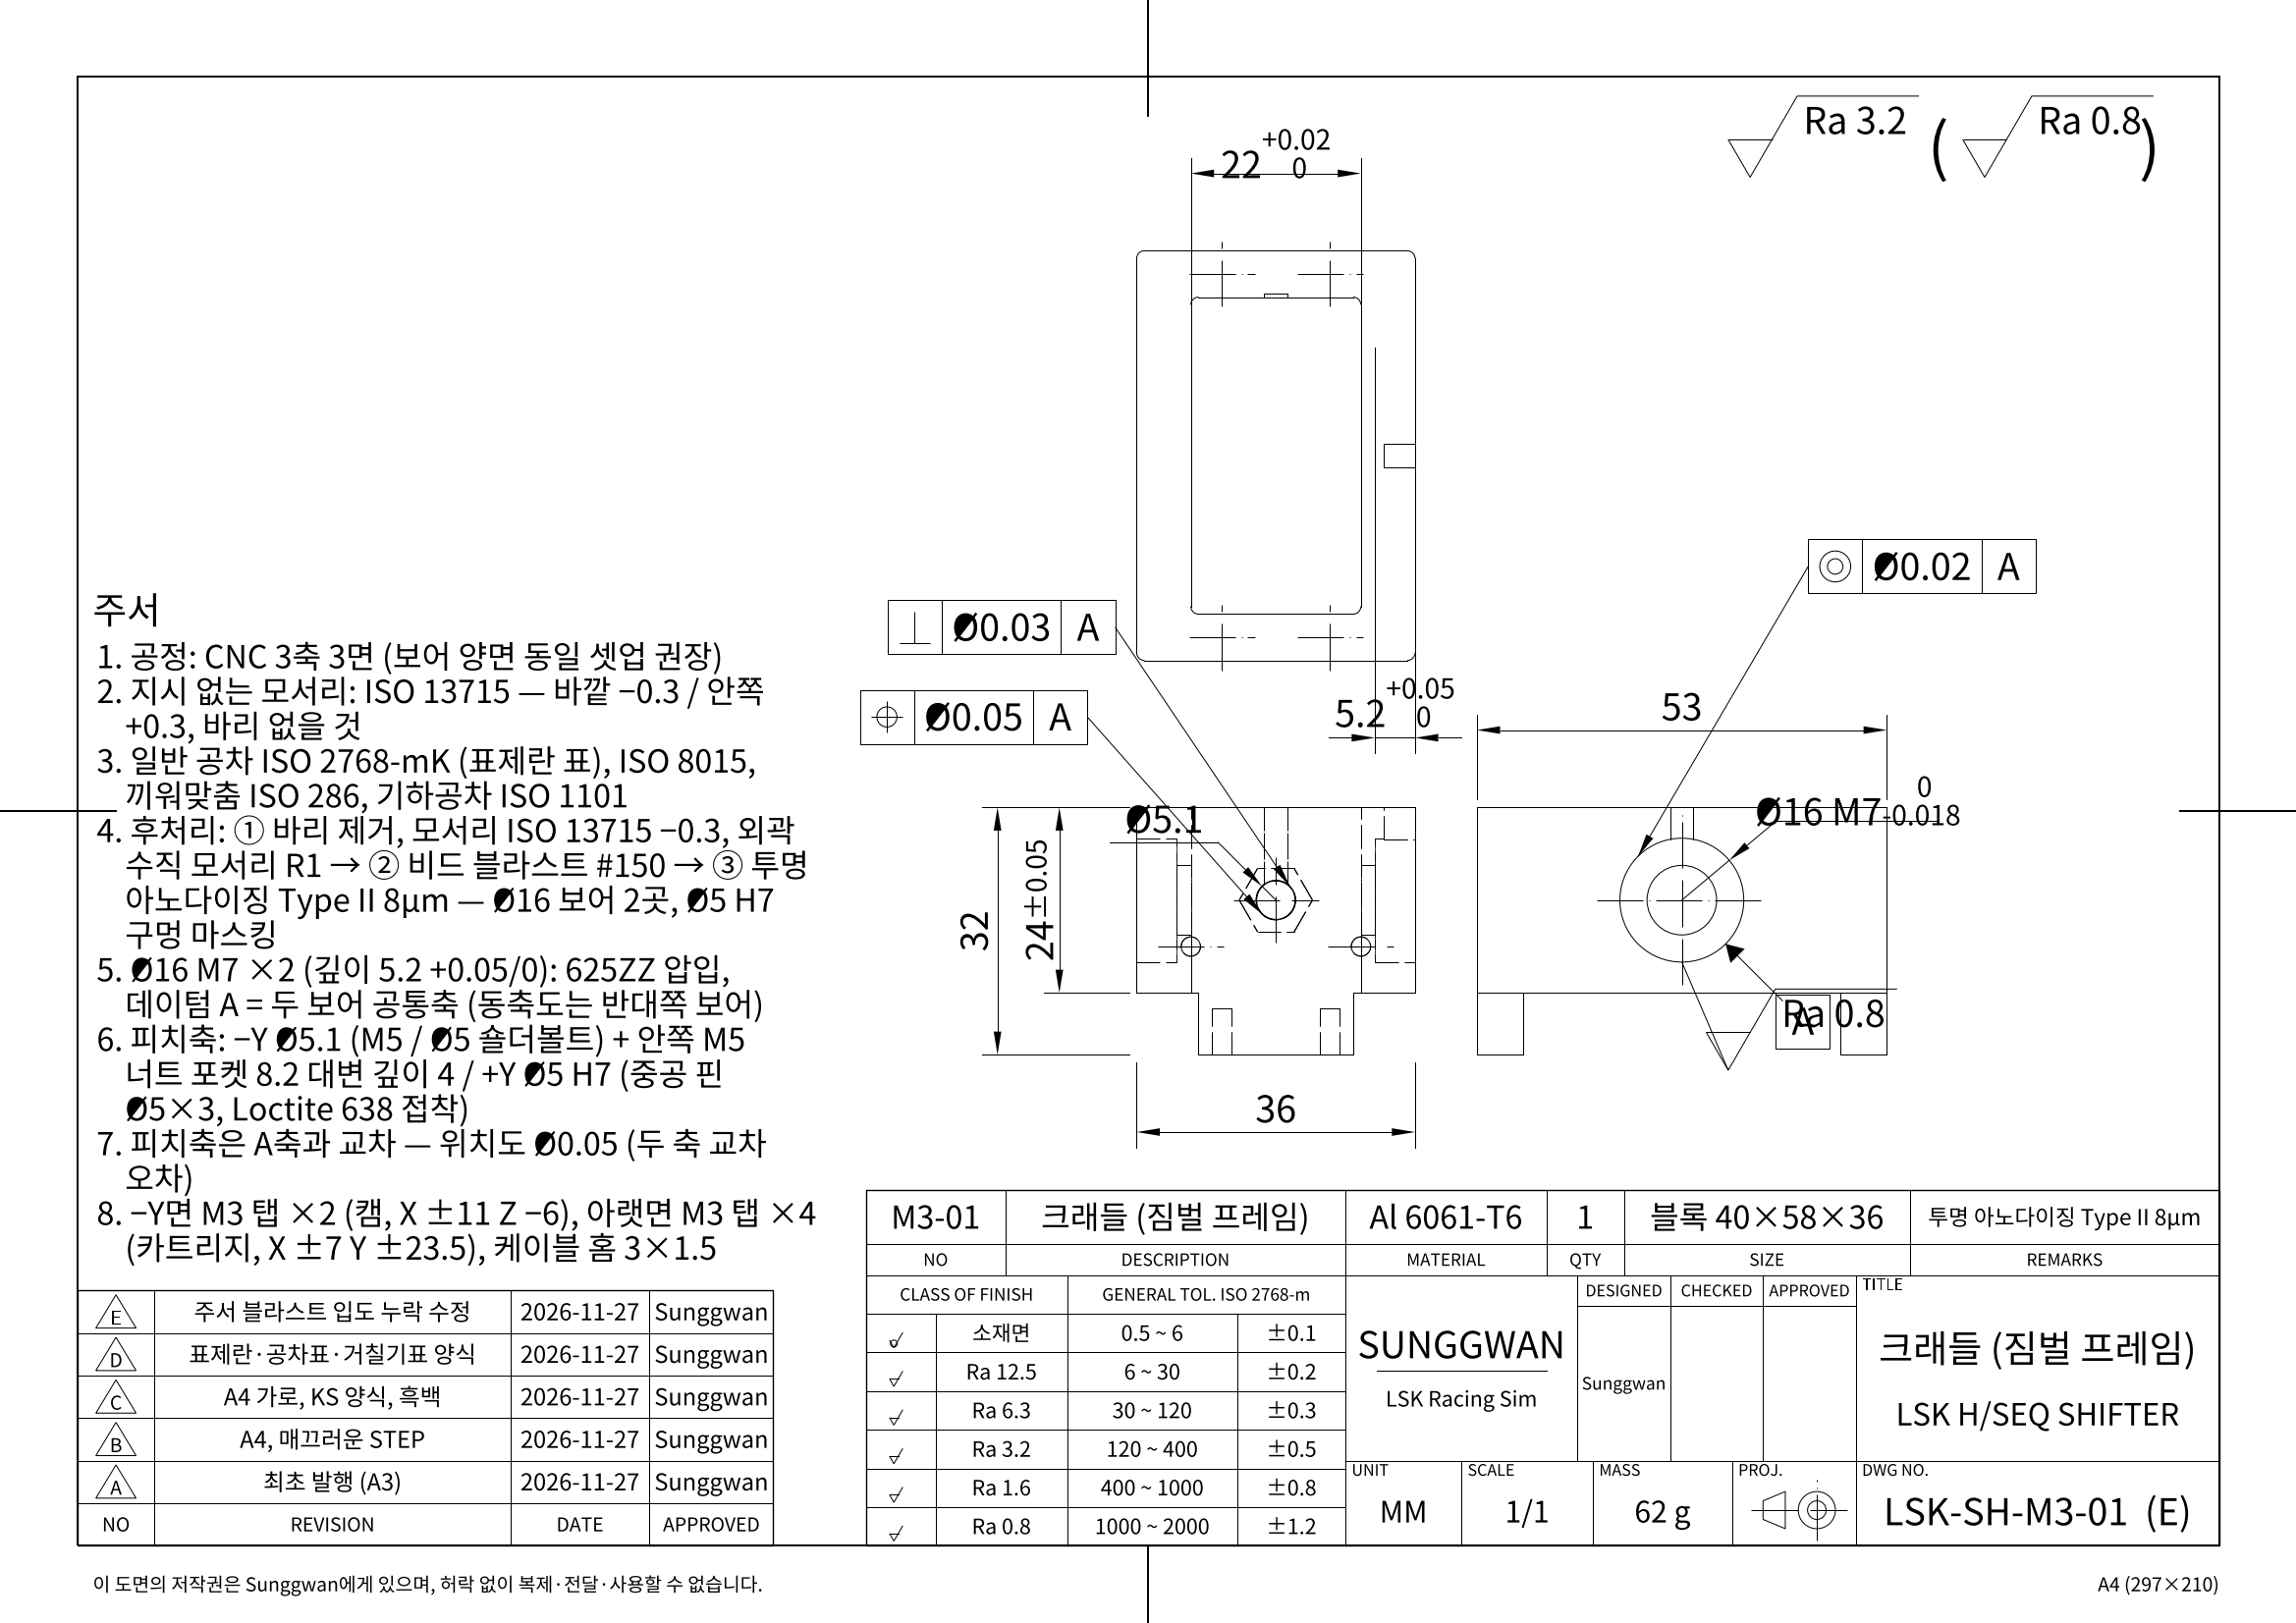 Ra 3.2 ( Ra 0.8 )
22 +0.02 0
Ø0.02 A
Ø0.03 A
Ø0.05 A
5.2 +0.05 0
53
Ø16 M7 0 -0.018
Ø5.1
32
24±0.05
Ra 0.8
A
36
주서
1. 공정: CNC 3축 3면 (보어 양면 동일 셋업 권장)
2. 지시 없는 모서리: ISO 13715 — 바깥 −0.3 / 안쪽
+0.3, 바리 없을 것
3. 일반 공차 ISO 2768-mK (표제란 표), ISO 8015,
끼워맞춤 ISO 286, 기하공차 ISO 1101
4. 후처리: ① 바리 제거, 모서리 ISO 13715 −0.3, 외곽
수직 모서리 R1 → ② 비드 블라스트 #150 → ③ 투명
아노다이징 Type II 8µm — Ø16 보어 2곳, Ø5 H7
구멍 마스킹
5. Ø16 M7 ×2 (깊이 5.2 +0.05/0): 625ZZ 압입,
데이텀 A = 두 보어 공통축 (동축도는 반대쪽 보어)
6. 피치축: −Y Ø5.1 (M5 / Ø5 숄더볼트) + 안쪽 M5
너트 포켓 8.2 대변 깊이 4 / +Y Ø5 H7 (중공 핀
Ø5×3, Loctite 638 접착)
7. 피치축은 A축과 교차 — 위치도 Ø0.05 (두 축 교차
오차)
8. −Y면 M3 탭 ×2 (캠, X ±11 Z −6), 아랫면 M3 탭 ×4
(카트리지, X ±7 Y ±23.5), 케이블 홈 3×1.5
E 주서 블라스트 입도 누락 수정 2026-11-27 Sunggwan
D 표제란·공차표·거칠기표 양식 2026-11-27 Sunggwan
C A4 가로, KS 양식, 흑백 2026-11-27 Sunggwan
B A4, 매끄러운 STEP 2026-11-27 Sunggwan
A 최초 발행 (A3) 2026-11-27 Sunggwan
NO REVISION DATE APPROVED
M3-01 크래들 (짐벌 프레임) Al 6061-T6 1 블록 40×58×36 투명 아노다이징 Type II 8µm
NO DESCRIPTION MATERIAL QTY SIZE REMARKS
CLASS OF FINISH GENERAL TOL. ISO 2768-m
소재면 0.5 ~ 6 ±0.1
Ra 12.5 6 ~ 30 ±0.2
Ra 6.3 30 ~ 120 ±0.3
Ra 3.2 120 ~ 400 ±0.5
Ra 1.6 400 ~ 1000 ±0.8
Ra 0.8 1000 ~ 2000 ±1.2
SUNGGWAN
LSK Racing Sim
DESIGNED CHECKED APPROVED
Sunggwan
TITLE
크래들 (짐벌 프레임)
LSK H/SEQ SHIFTER
UNIT SCALE MASS PROJ. DWG NO.
MM 1/1 62 g LSK-SH-M3-01 (E)
이 도면의 저작권은 Sunggwan에게 있으며, 허락 없이 복제·전달·사용할 수 없습니다.
A4 (297×210)